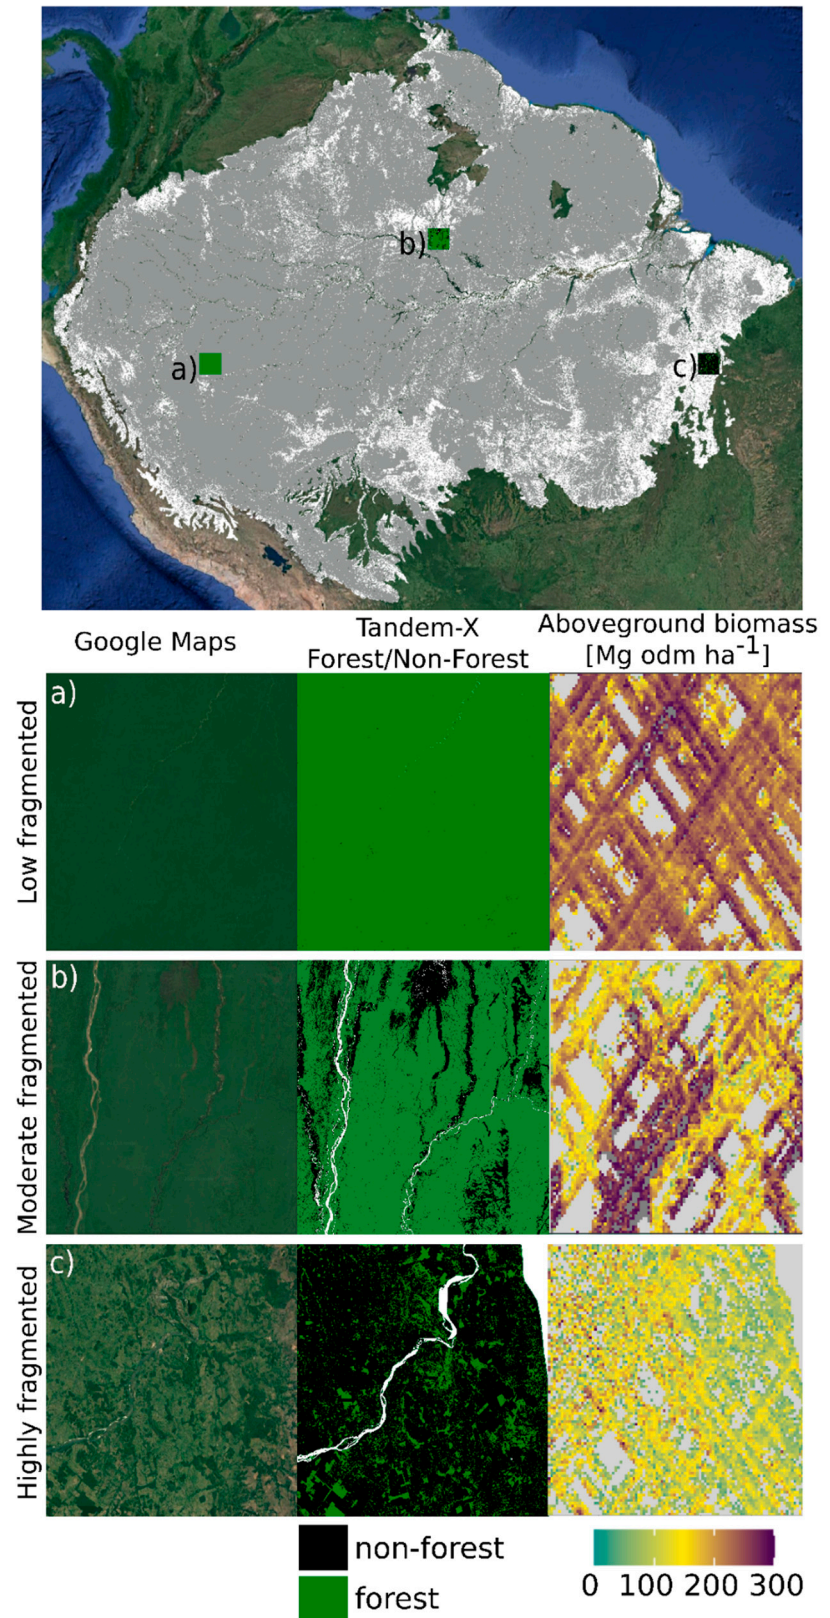 b)
a)
c)
Google Maps
Tandem-X
Forest/Non-Forest
Aboveground biomass
[Mg odm ha⁻¹]
Low fragmented
a)
Moderate fragmented
b)
Highly fragmented
c)
non-forest
forest
0 100 200 300